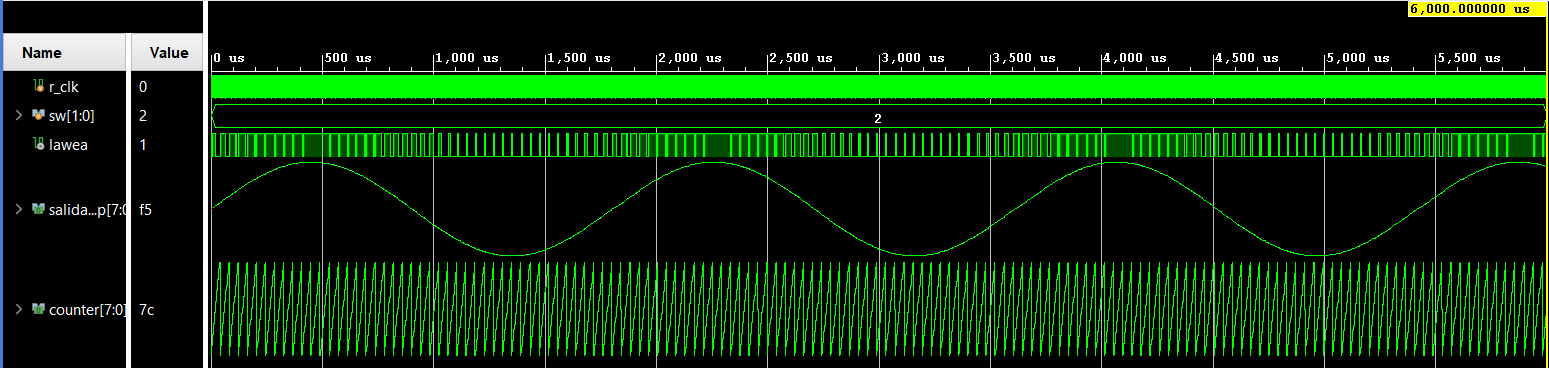 6,000.000000 us
Name Value
0 us 500 us 1,000 us 1,500 us 2,000 us 2,500 us 3,000 us 3,500 us 4,000 us 4,500 us 5,000 us 5,500 us
r_clk 0
sw[1:0] 2 2
lawea 1
salida...p[7:0 f5
counter[7:0] 7c